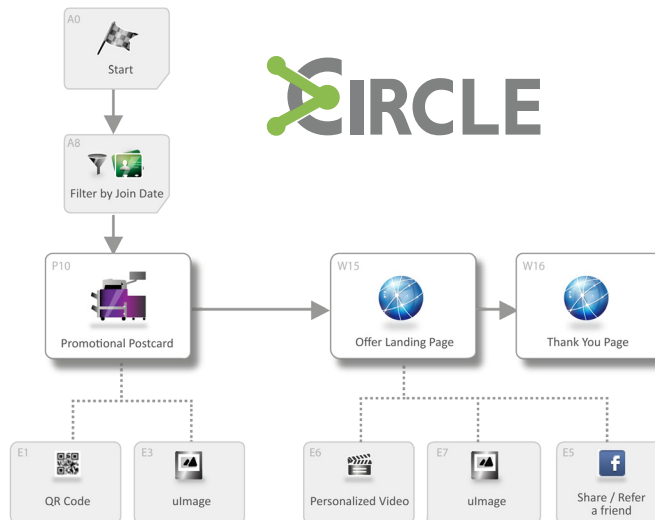 A0
Start
CIRCLE
A8
Filter by Join Date
P10
Promotional Postcard
W15
Offer Landing Page
W16
Thank You Page
E1
QR Code
E3
uImage
E6
Personalized Video
E7
uImage
E5
f
Share / Refer
a friend